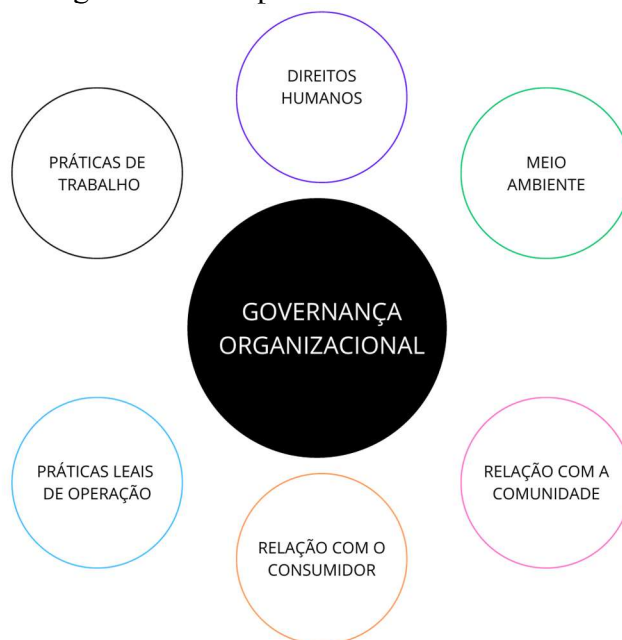 DIREITOS
HUMANOS
PRÁTICAS DE
TRABALHO
MEIO
AMBIENTE
GOVERNANÇA
ORGANIZACIONAL
PRÁTICAS LEAIS
DE OPERAÇÃO
RELAÇÃO COM A
COMUNIDADE
RELAÇÃO COM O
CONSUMIDOR